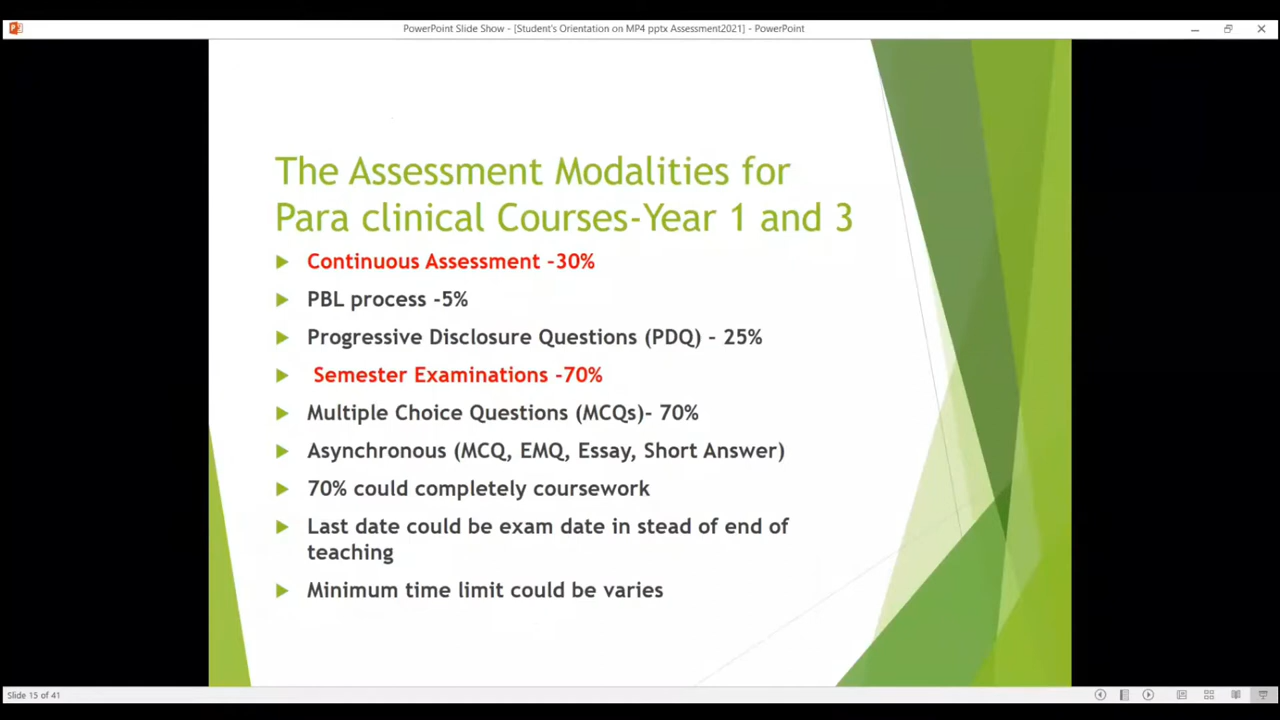 PowerPoint Slide Show - [Student's Orientation on MP4 pptx Assessment2021] - PowerPoint
The Assessment Modalities for
Para clinical Courses-Year 1 and 3
Continuous Assessment -30%
PBL process -5%
Progressive Disclosure Questions (PDQ) - 25%
Semester Examinations -70%
Multiple Choice Questions (MCQs)- 70%
Asynchronous (MCQ, EMQ, Essay, Short Answer)
70% could completely coursework
Last date could be exam date in stead of end of
teaching
Minimum time limit could be varies
Slide 15 of 41